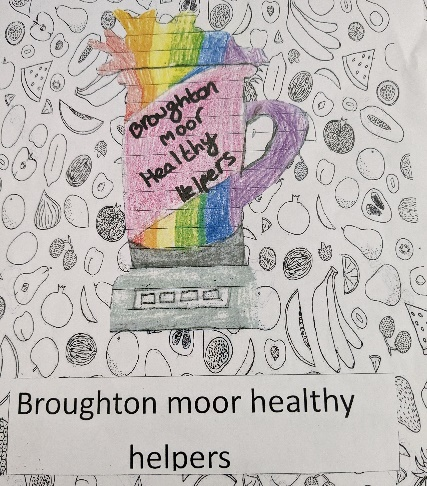 Broughton
moor
Healthy
Helpers
Broughton moor healthy
helpers